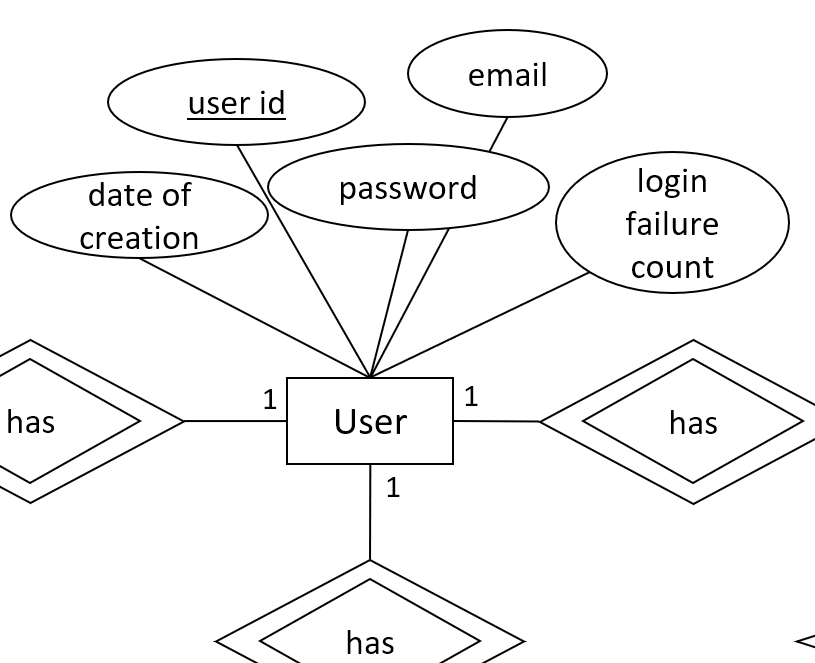 email
user id
password
login
failure
count
date of
creation
1
1
has
User
has
1
has